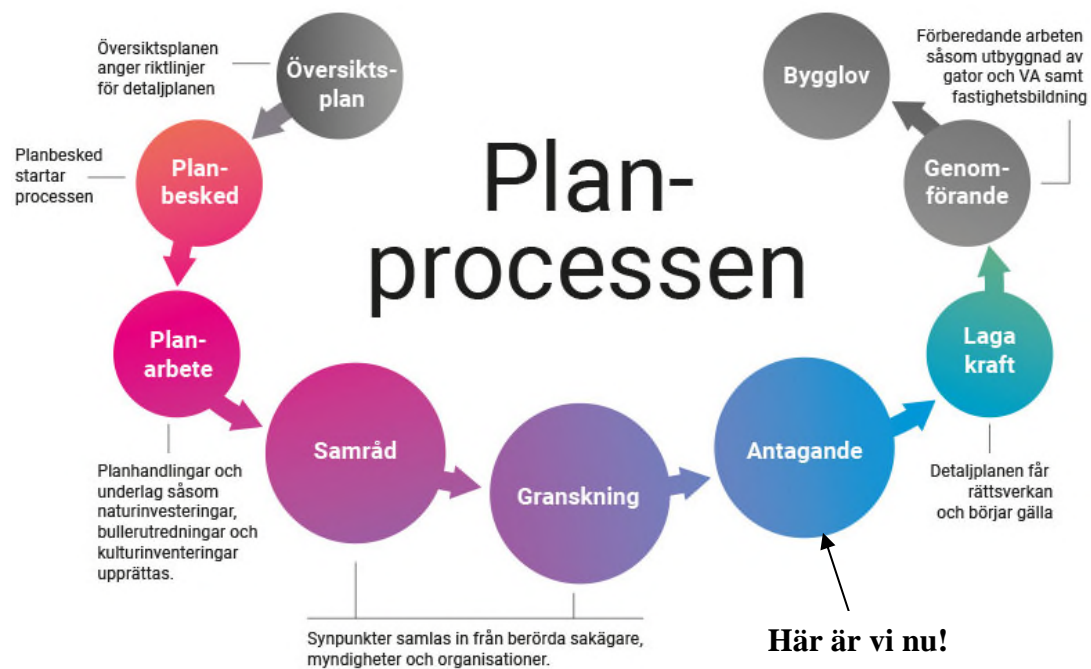 Plan-
processen
Översiktsplanen
anger riktlinjer
för detaljplanen
Översikts-
plan
Planbesked
startar
processen
Plan-
besked
Plan-
arbete
Planhandlingar och
underlag såsom
naturinvesteringar,
bullerutredningar och
kulturinventeringar
upprättas.
Samråd
Granskning
Synpunkter samlas in från berörda sakägare,
myndigheter och organisationer.
Antagande
Här är vi nu!
Laga
kraft
Detaljplanen får
rättsverkan
och börjar gälla
Genom-
förande
Förberedande arbeten
såsom utbyggnad av
gator och VA samt
fastighetsbildning
Bygglov